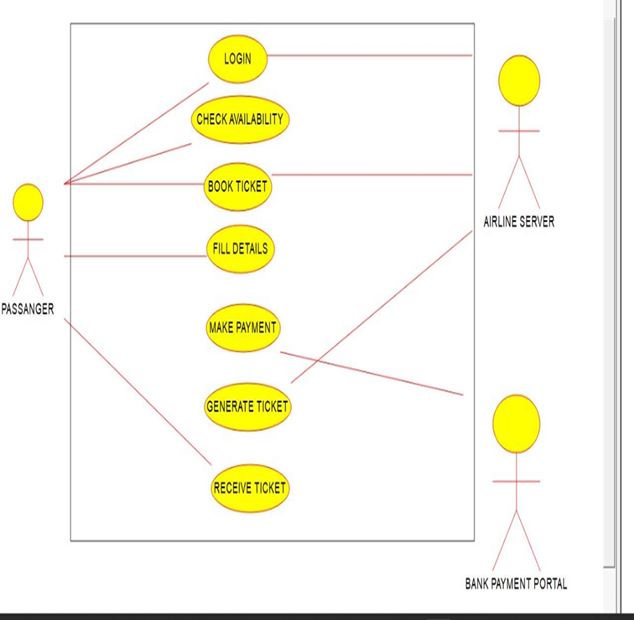 LOGIN
CHECK AVAILABILITY
BOOK TICKET
AIRLINE SERVER
FILL DETAILS
PASSANGER
MAKE PAYMENT
GENERATE TICKET
RECEIVE TICKET
BANK PAYMENT PORTAL